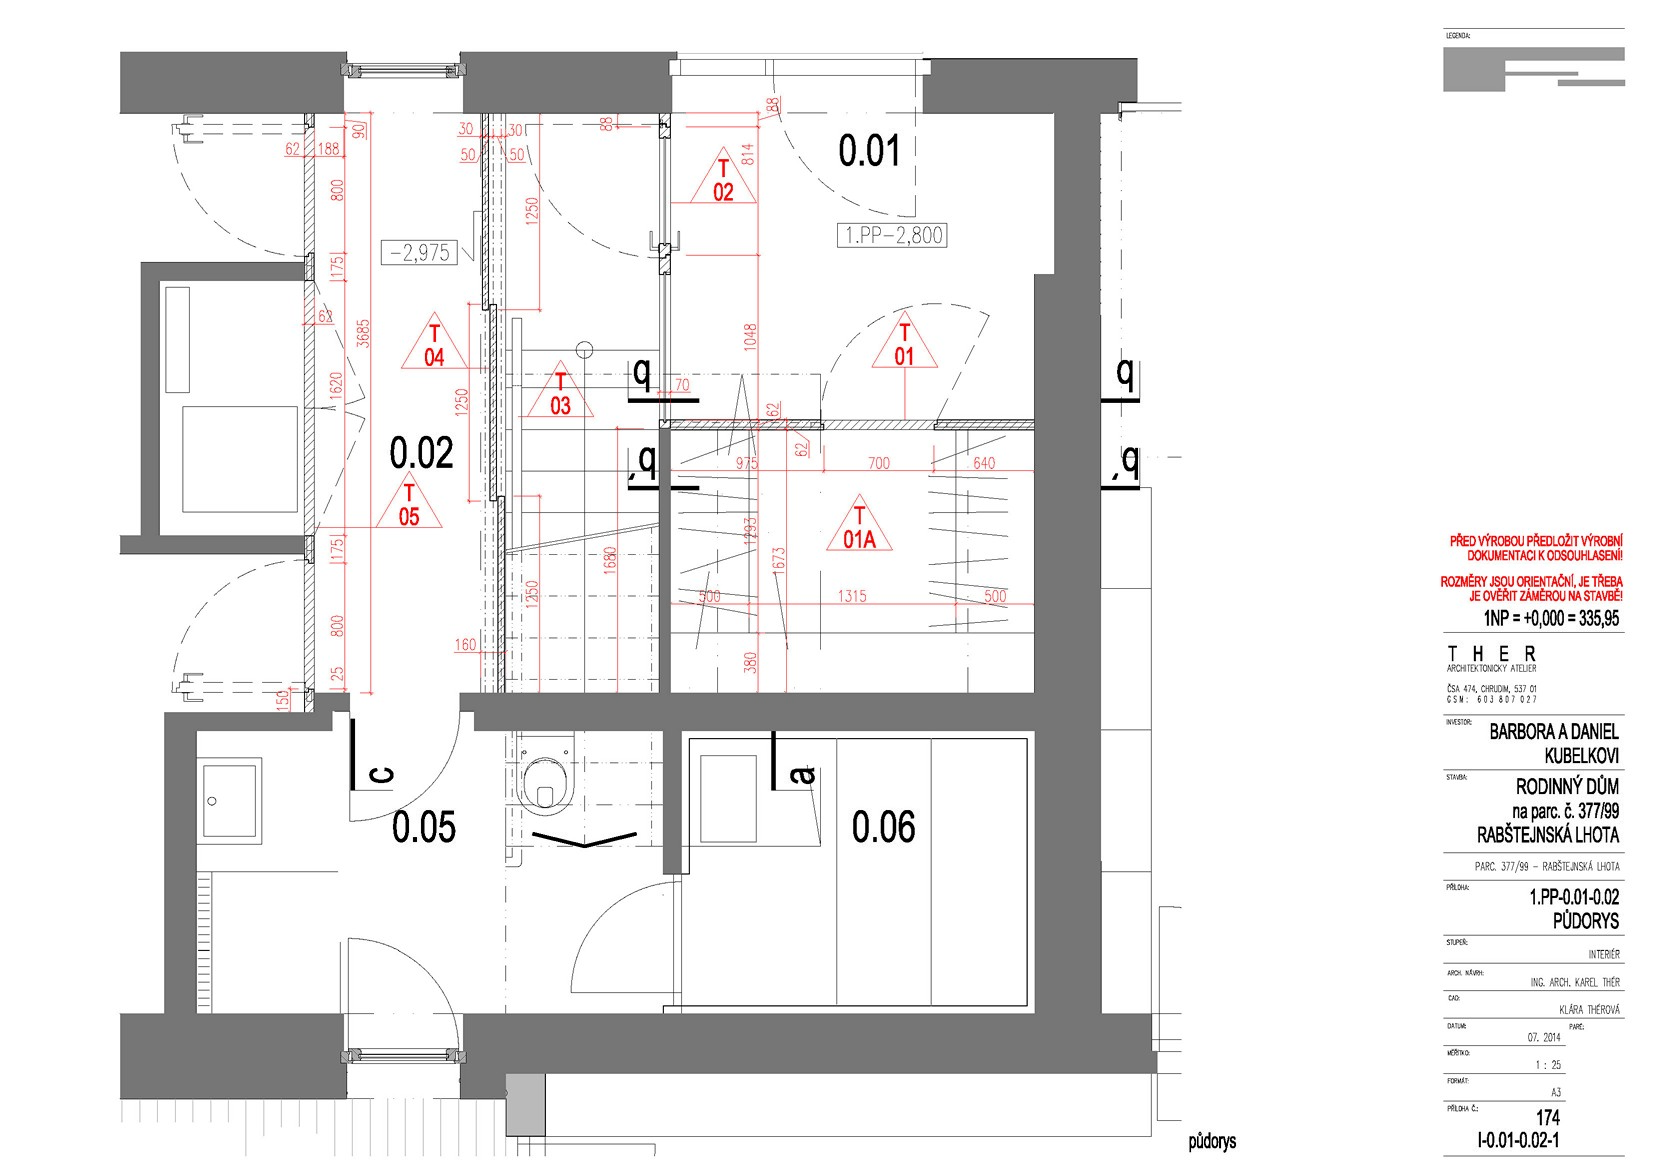 LEGENDA:
88
88
90
30
30
50
50
62
188
0.01
814
T
02
800
1250
1.PP-2,800
-2,975
175
62
3685
T
04
T
01
1048
1620
1250
T
03
q
q
70
62
0.02
62
q´
q´
975
700
640
T
05
T
01A
1293
1673
175
1680
1250
500
1315
500
800
160
380
25
150
c
a
0.05
0.06
PŘED VÝROBOU PŘEDLOŽIT VÝROBNÍ
DOKUMENTACI K ODSOUHLASENÍ!
ROZMĚRY JSOU ORIENTAČNÍ, JE TŘEBA
JE OVĚŘIT ZÁMĚROU NA STAVBĚ!
1NP = +0,000 = 335,95
THER
ARCHITEKTONICKÝ ATELIER
ČSA 474, CHRUDIM, 537 01
GSM: 603 807 027
INVESTOR:
BARBORA A DANIEL
KUBELKOVI
STAVBA:
RODINNÝ DŮM
na parc. č. 377/99
RABŠTEJNSKÁ LHOTA
PARC. 377/99 – RABŠTEJNSKÁ LHOTA
PŘÍLOHA:
1.PP-0.01-0.02
PŮDORYS
STUPEŇ:
INTERIÉR
ARCH. NÁVRH:
ING. ARCH. KAREL THÉR
CAD:
KLÁRA THÉROVÁ
DATUM:
PARÉ:
07. 2014
MĚŘÍTKO:
1 : 25
FORMÁT:
A3
PŘÍLOHA Č.:
174
I-0.01-0.02-1
půdorys